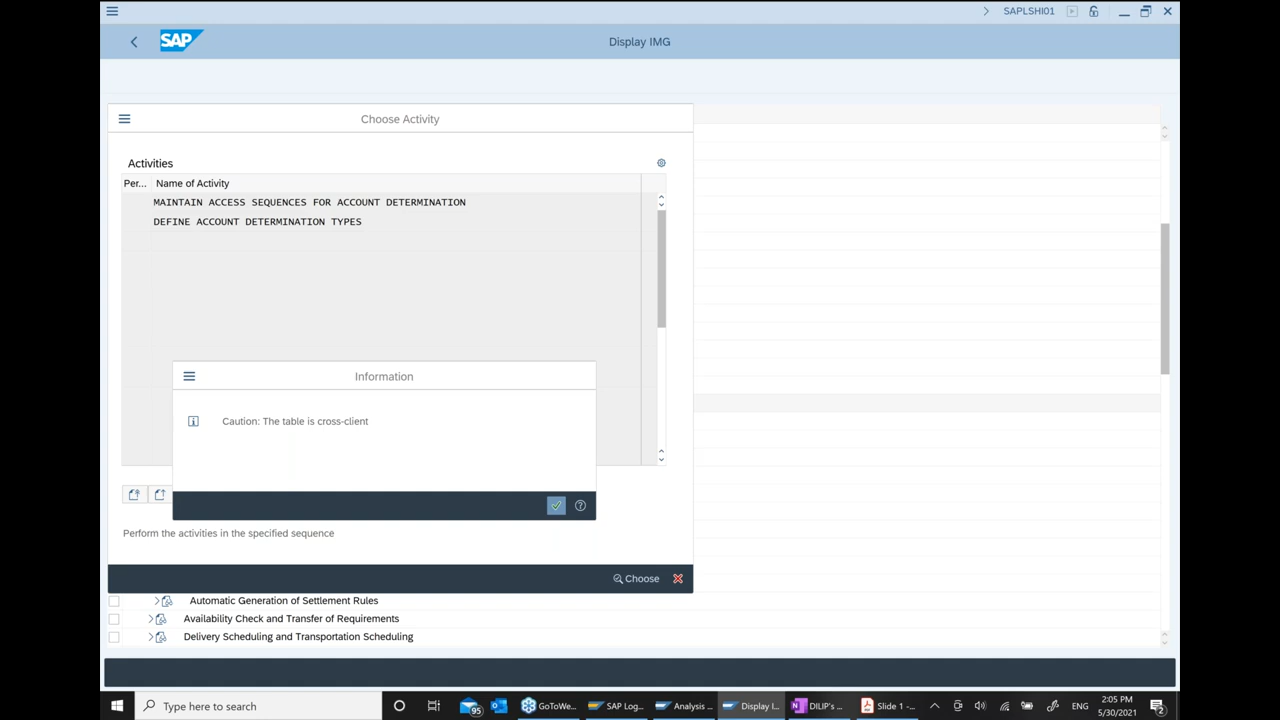 SAPLSHI01
SAP
Display IMG
Choose Activity
Activities
Per... Name of Activity
MAINTAIN ACCESS SEQUENCES FOR ACCOUNT DETERMINATION
DEFINE ACCOUNT DETERMINATION TYPES
Information
Caution: The table is cross-client
Perform the activities in the specified sequence
Choose
Automatic Generation of Settlement Rules
Availability Check and Transfer of Requirements
Delivery Scheduling and Transportation Scheduling
Type here to search
95
GoToWe...
SAP Log...
Analysis ...
Display I...
DILIP's ...
Slide 1 -...
ENG
2:05 PM
5/30/2021
2